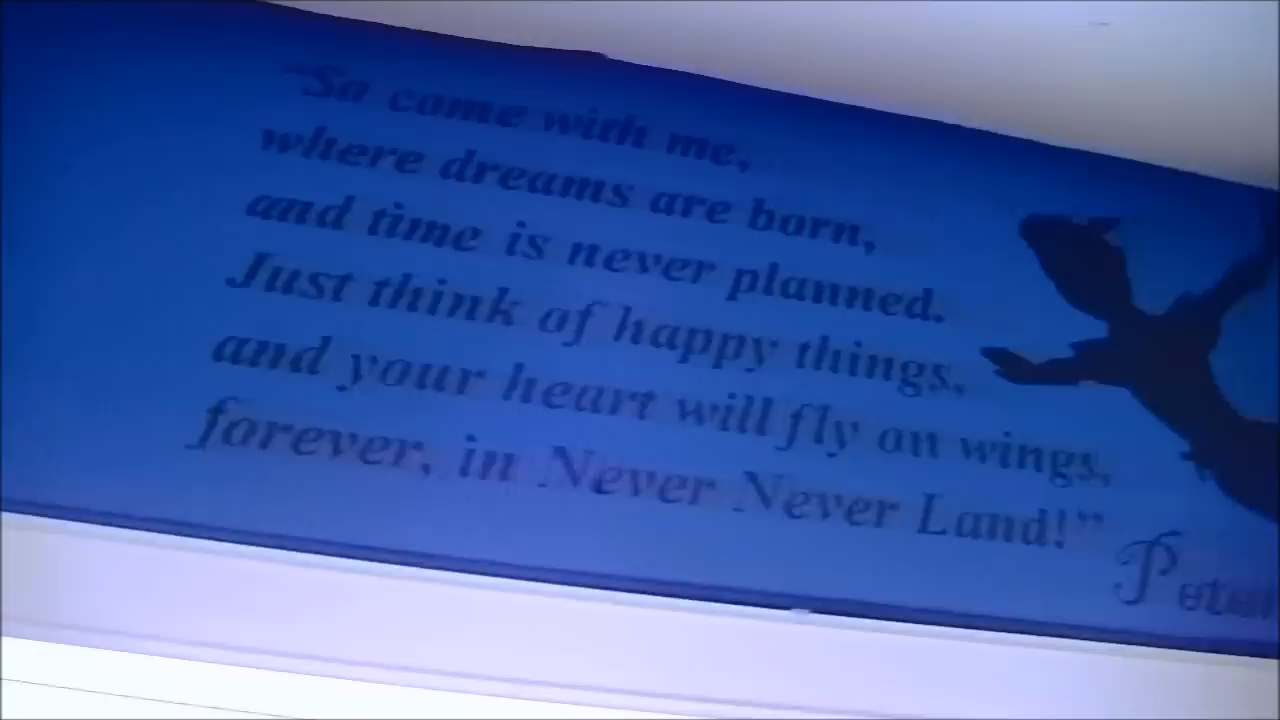 "So come with me,
where dreams are born,
and time is never planned.
Just think of happy things,
and your heart will fly on wings,
forever, in Never Never Land!"
Peter